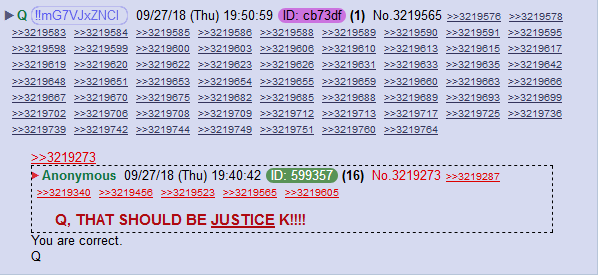 ▶ Q !!mG7VJxZNCI 09/27/18 (Thu) 19:50:59 ID: cb73df (1) No.3219565 >>3219576 >>3219578
>>3219583 >>3219584 >>3219585 >>3219586 >>3219588 >>3219589 >>3219590 >>3219591 >>3219595
>>3219598 >>3219599 >>3219600 >>3219603 >>3219606 >>3219610 >>3219613 >>3219615 >>3219617
>>3219619 >>3219620 >>3219622 >>3219623 >>3219626 >>3219631 >>3219633 >>3219635 >>3219642
>>3219648 >>3219651 >>3219653 >>3219654 >>3219656 >>3219659 >>3219660 >>3219663 >>3219666
>>3219667 >>3219670 >>3219675 >>3219682 >>3219685 >>3219688 >>3219689 >>3219693 >>3219699
>>3219702 >>3219706 >>3219708 >>3219709 >>3219712 >>3219713 >>3219717 >>3219725 >>3219736
>>3219739 >>3219742 >>3219744 >>3219749 >>3219751 >>3219760 >>3219764
>>3219273
▶ Anonymous 09/27/18 (Thu) 19:40:42 ID: 599357 (16) No.3219273 >>3219287
>>3219340 >>3219456 >>3219523 >>3219565 >>3219605
Q, THAT SHOULD BE JUSTICE K!!!!
You are correct.
Q